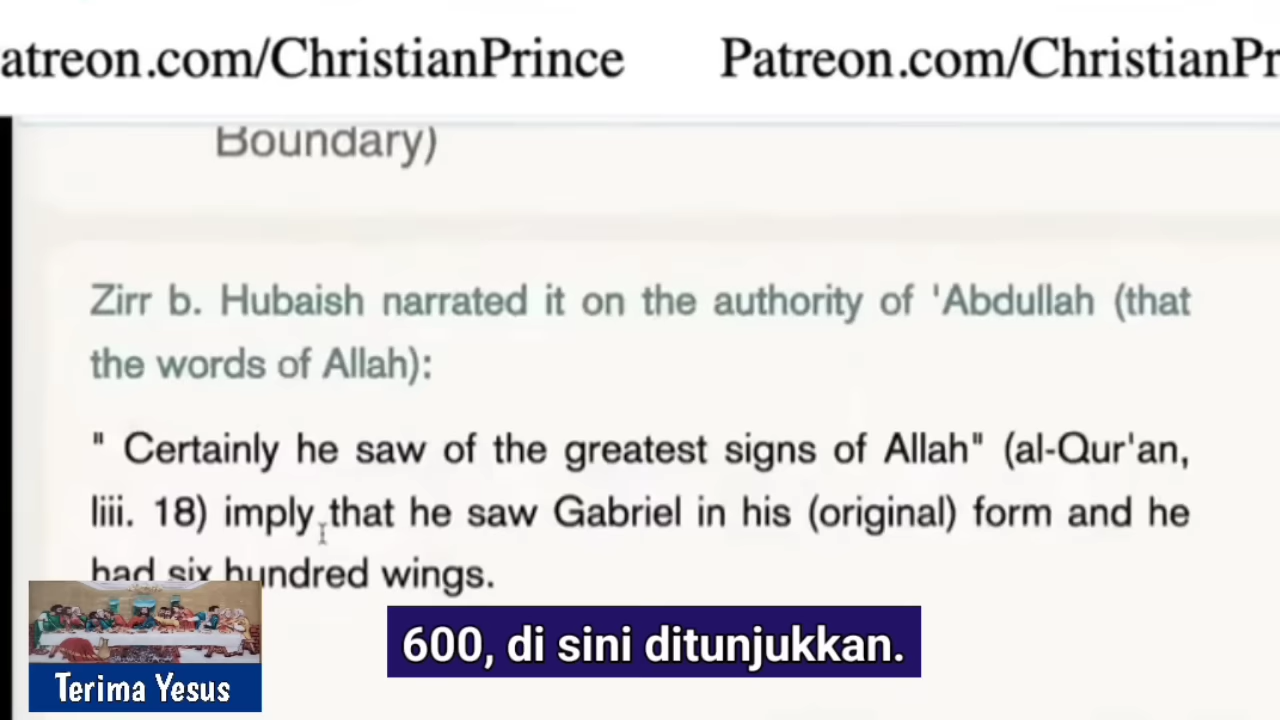 atreon.com/ChristianPrince Patreon.com/ChristianPr
Boundary)
Zirr b. Hubaish narrated it on the authority of 'Abdullah (that
the words of Allah):
" Certainly he saw of the greatest signs of Allah" (al-Qur'an,
liii. 18) imply that he saw Gabriel in his (original) form and he
had six hundred wings.
600, di sini ditunjukkan.
Terima Yesus